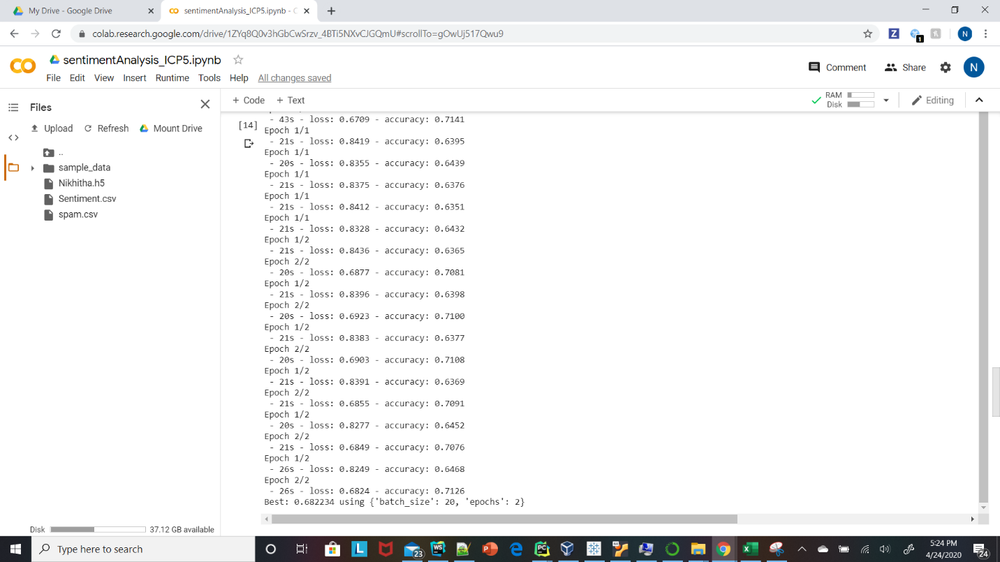 My Drive - Google Drive
sentimentAnalysis_ICP5.ipynb - C
colab.research.google.com/drive/1ZYq8Q0v3hGbCwSrzv_4BTi5NXvCJGQmU#scrollTo=gOwUj517Qwu9
Z
1
N
CO
sentimentAnalysis_ICP5.ipynb
File Edit View Insert Runtime Tools Help All changes saved
Comment Share N
Files
+ Code + Text
RAM
Disk
Editing
Upload Refresh Mount Drive
..
sample_data
Nikhitha.h5
Sentiment.csv
spam.csv
[14]
- 43s - loss: 0.6709 - accuracy: 0.7141
Epoch 1/1
- 21s - loss: 0.8419 - accuracy: 0.6395
Epoch 1/1
- 20s - loss: 0.8355 - accuracy: 0.6439
Epoch 1/1
- 21s - loss: 0.8375 - accuracy: 0.6376
Epoch 1/1
- 21s - loss: 0.8412 - accuracy: 0.6351
Epoch 1/1
- 21s - loss: 0.8328 - accuracy: 0.6432
Epoch 1/2
- 21s - loss: 0.8436 - accuracy: 0.6365
Epoch 2/2
- 20s - loss: 0.6877 - accuracy: 0.7081
Epoch 1/2
- 21s - loss: 0.8396 - accuracy: 0.6398
Epoch 2/2
- 20s - loss: 0.6923 - accuracy: 0.7100
Epoch 1/2
- 21s - loss: 0.8383 - accuracy: 0.6377
Epoch 2/2
- 20s - loss: 0.6903 - accuracy: 0.7108
Epoch 1/2
- 21s - loss: 0.8391 - accuracy: 0.6369
Epoch 2/2
- 21s - loss: 0.6855 - accuracy: 0.7091
Epoch 1/2
- 20s - loss: 0.8277 - accuracy: 0.6452
Epoch 2/2
- 21s - loss: 0.6849 - accuracy: 0.7076
Epoch 1/2
- 26s - loss: 0.8249 - accuracy: 0.6468
Epoch 2/2
- 26s - loss: 0.6824 - accuracy: 0.7126
Best: 0.682234 using {'batch_size': 20, 'epochs': 2}
Disk 37.12 GB available
Type here to search
L
23
WS
PC
5:24 PM
4/24/2020
24